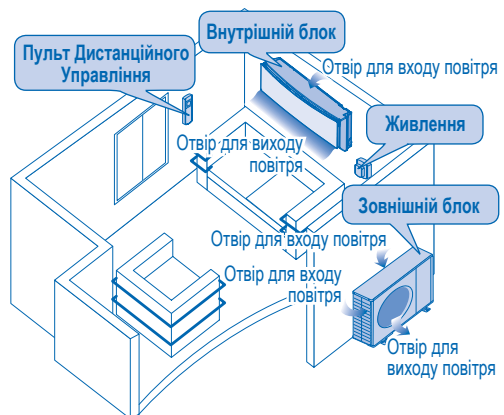 Внутрішній блок
Пульт Дистанційного
Управління
Отвір для входу повітря
Живлення
Отвір для виходу
повітря
Зовнішній блок
Отвір для входу повітря
Отвір для входу
повітря
Отвір для
виходу повітря